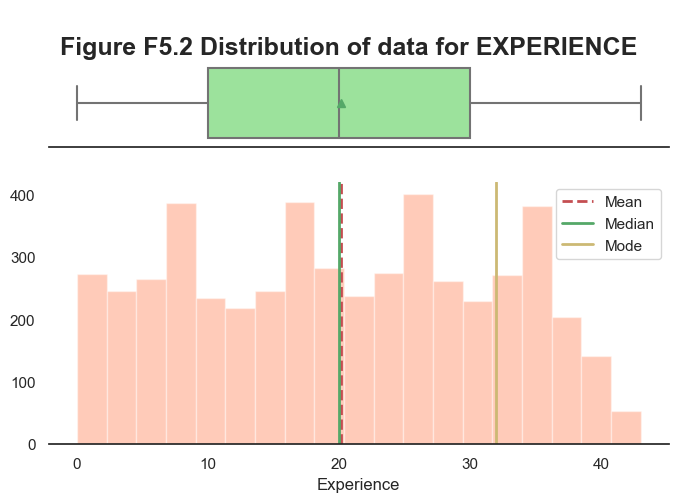 Figure F5.2 Distribution of data for EXPERIENCE
400
300
200
100
0
Mean
Median
Mode
0 10 20 30 40
Experience